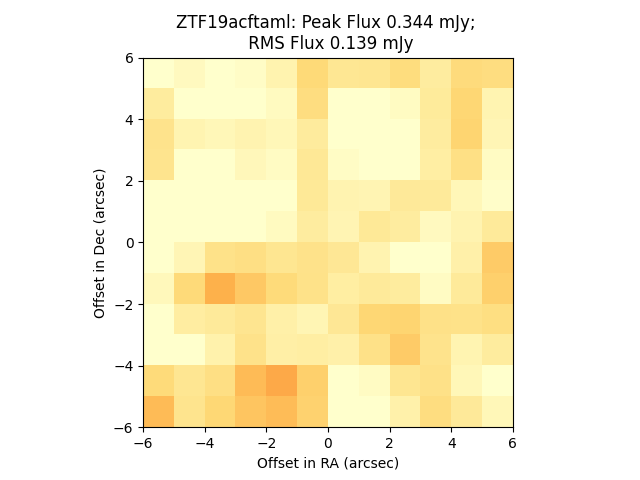 ZTF19acftaml: Peak Flux 0.344 mJy;
RMS Flux 0.139 mJy
6
4
2
0
−2
−4
−6
Offset in Dec (arcsec)
−6 −4 −2 0 2 4 6
Offset in RA (arcsec)